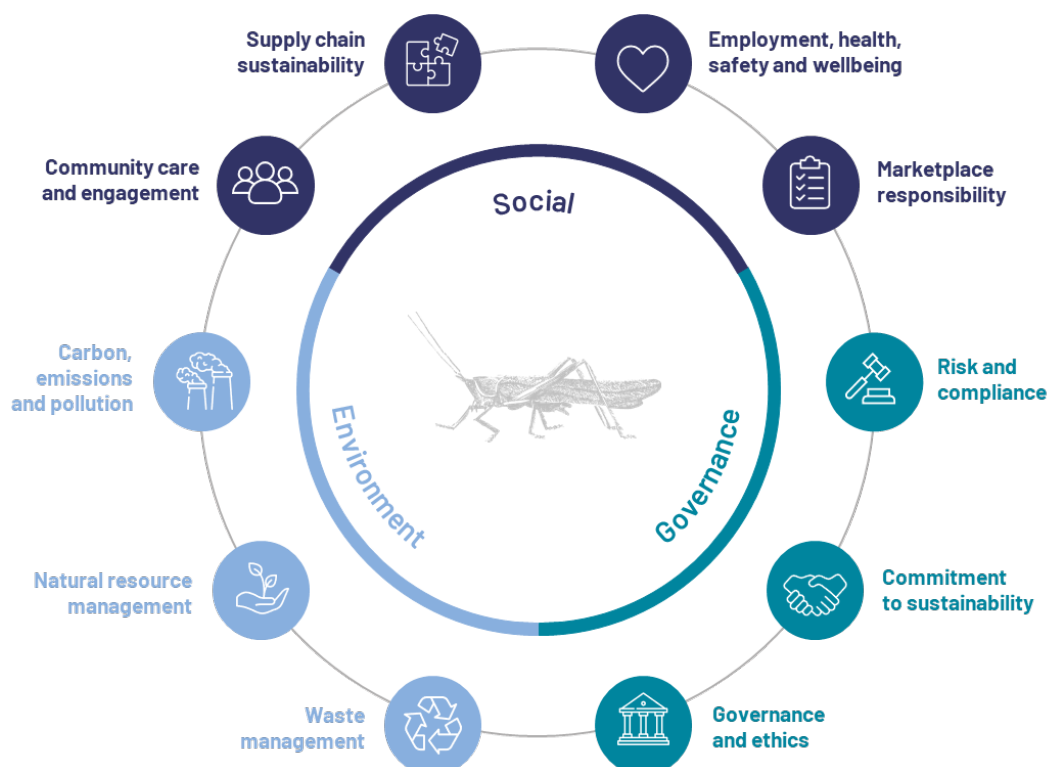 Supply chain
sustainability
Employment, health,
safety and wellbeing
Community care
and engagement
Marketplace
responsibility
Social
Carbon,
emissions
and pollution
Risk and
compliance
Environment
Governance
Natural resource
management
Commitment
to sustainability
Waste
management
Governance
and ethics